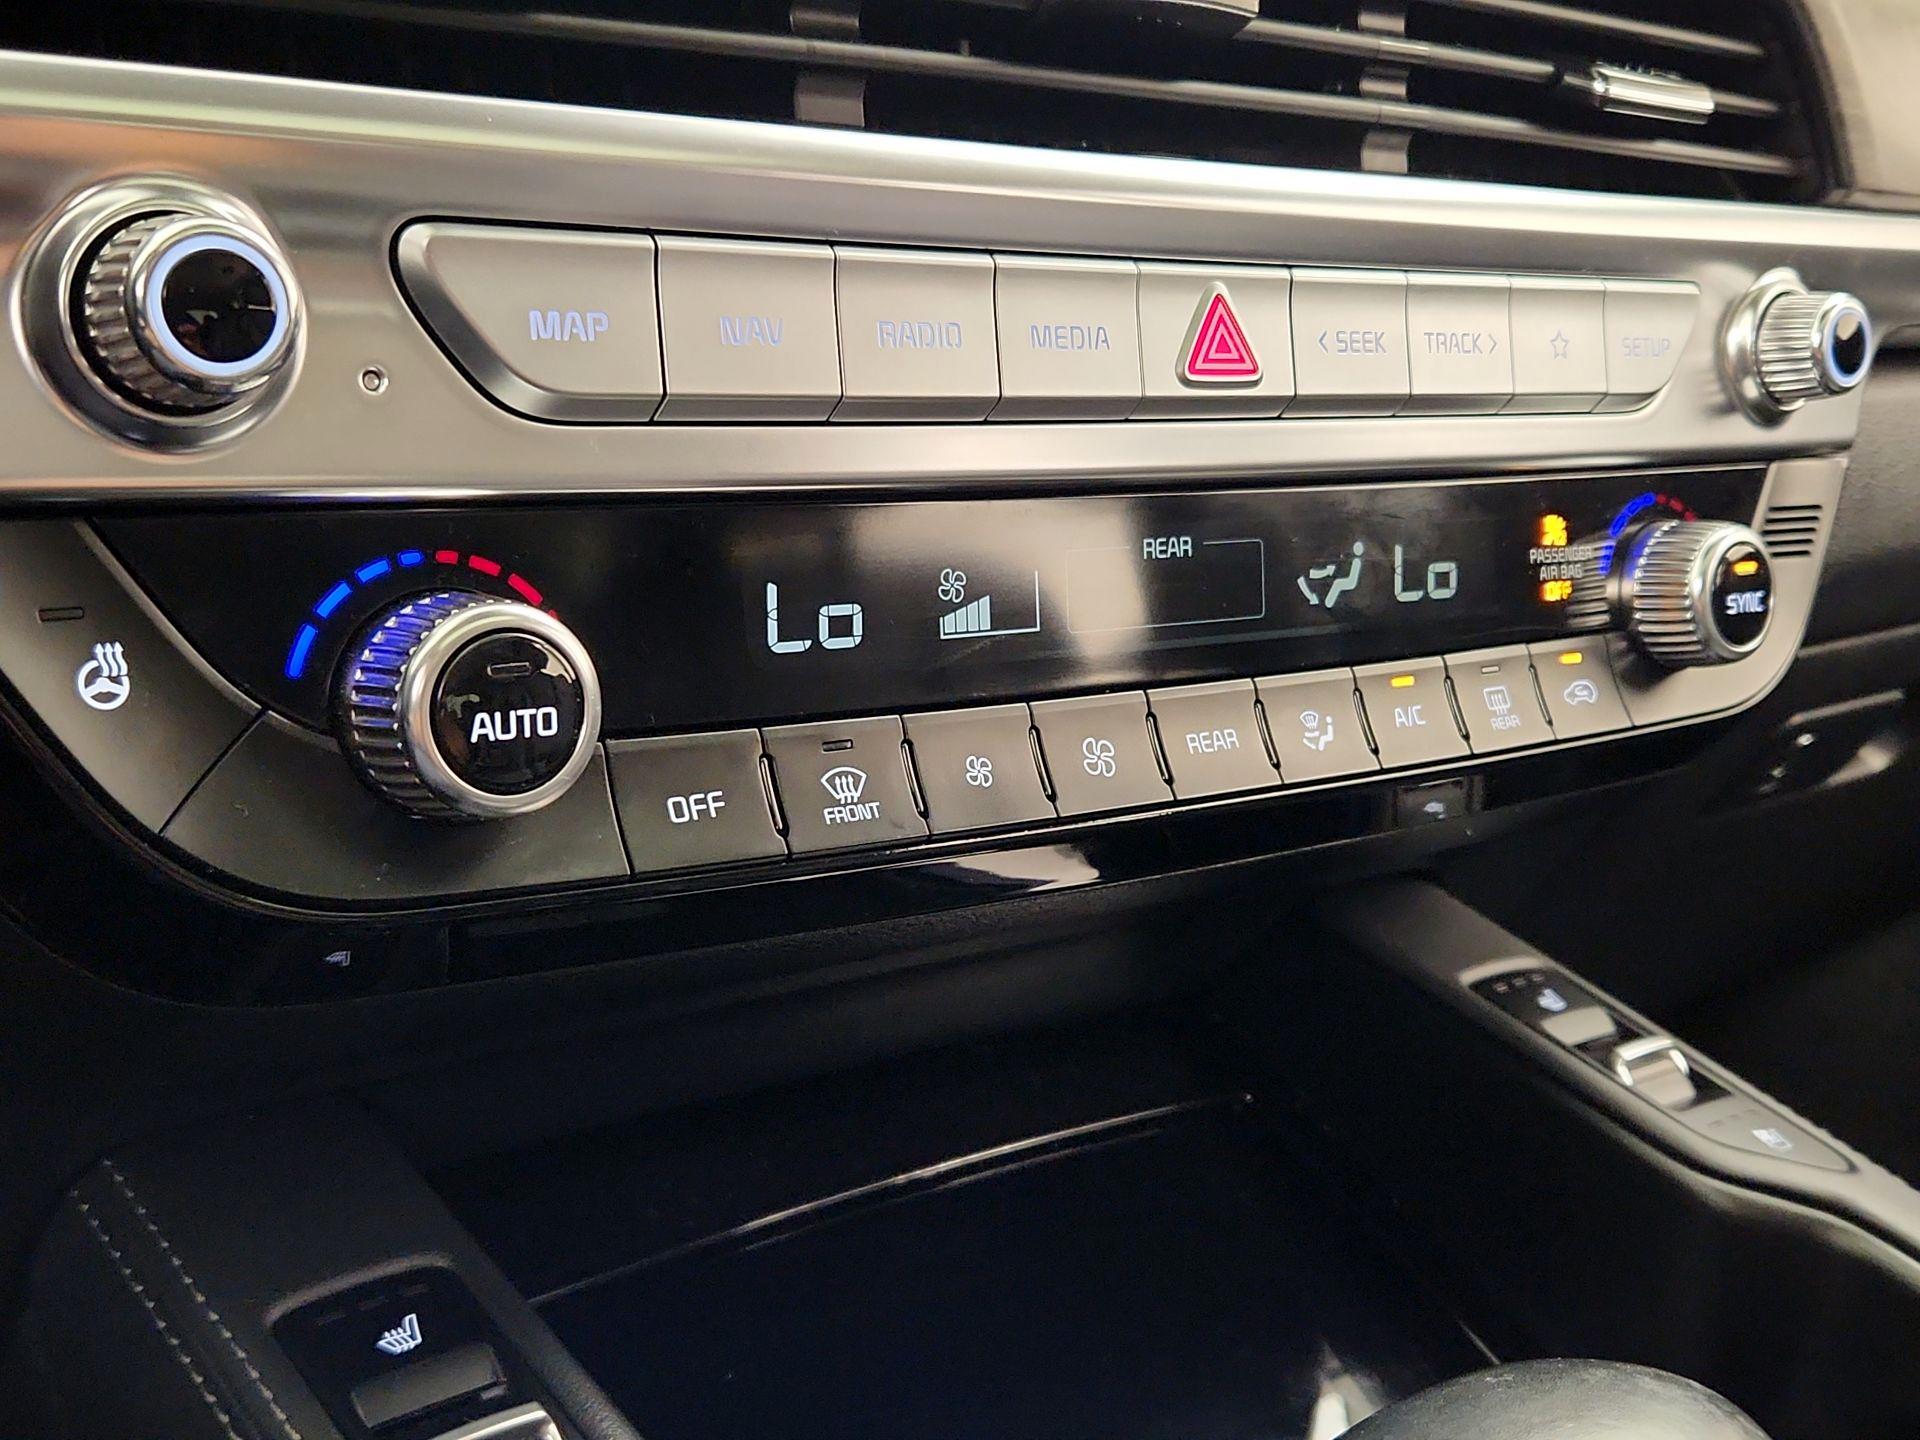 MAP NAV RADIO MEDIA < SEEK TRACK > SETUP
REAR
Lo Lo
PASSENGER
AIR BAG
OFF
SYNC
AUTO
OFF
FRONT
REAR
A/C
REAR